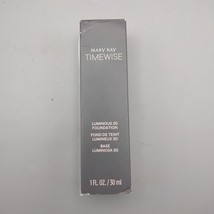 MARY KAY
TIMEWISE
LUMINOUS 3D
FOUNDATION
FOND DE TEINT
LUMINEUX 3D
BASE
LUMINOSA 3D
1 FL. OZ. / 30 ml